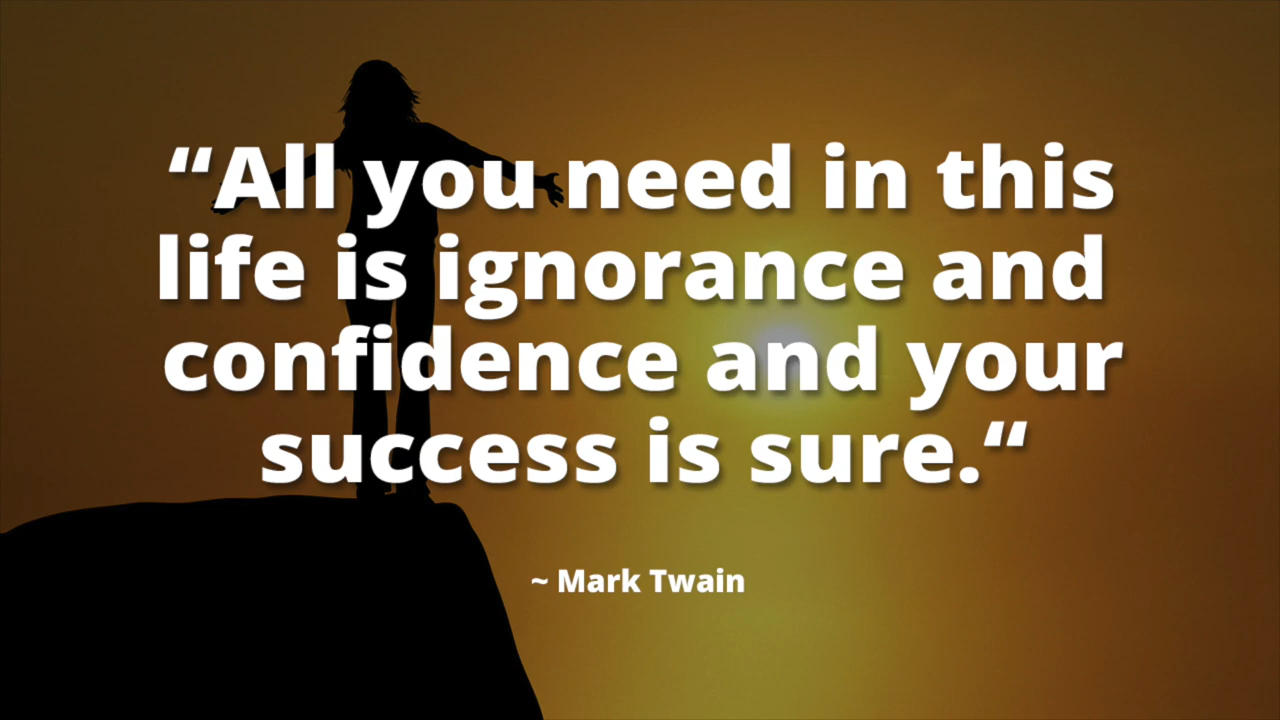 “All you need in this
life is ignorance and
confidence and your
success is sure.“
~ Mark Twain